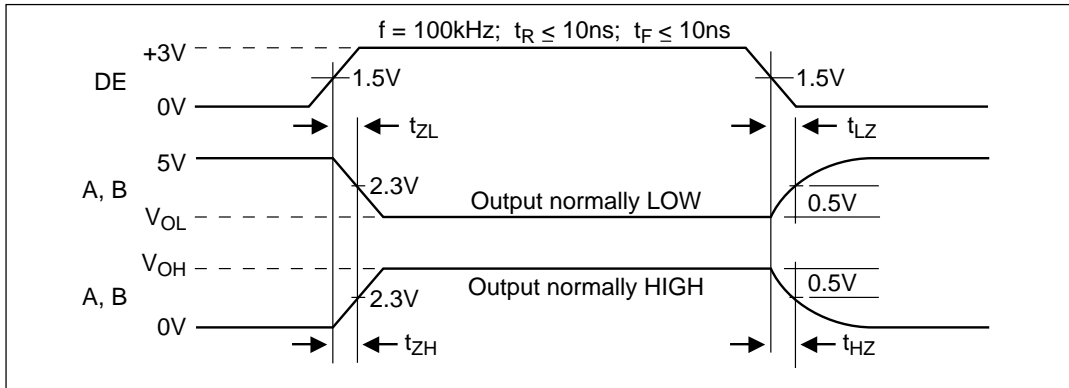 f = 100kHz; tR ≤ 10ns; tF ≤ 10ns
+3V
DE
1.5V
1.5V
0V
tZL
tLZ
5V
A, B
2.3V
Output normally LOW
0.5V
VOL
VOH
A, B
2.3V
Output normally HIGH
0.5V
0V
tZH
tHZ